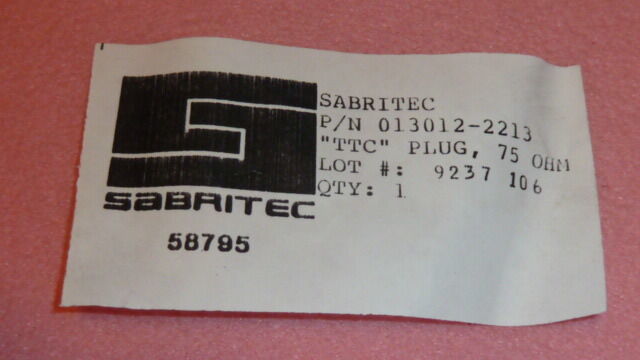 SABRITEC
58795
SABRITEC
P/N 013012-2213
"TTC" PLUG, 75 OHM
LOT #: 9237 106
QTY: 1